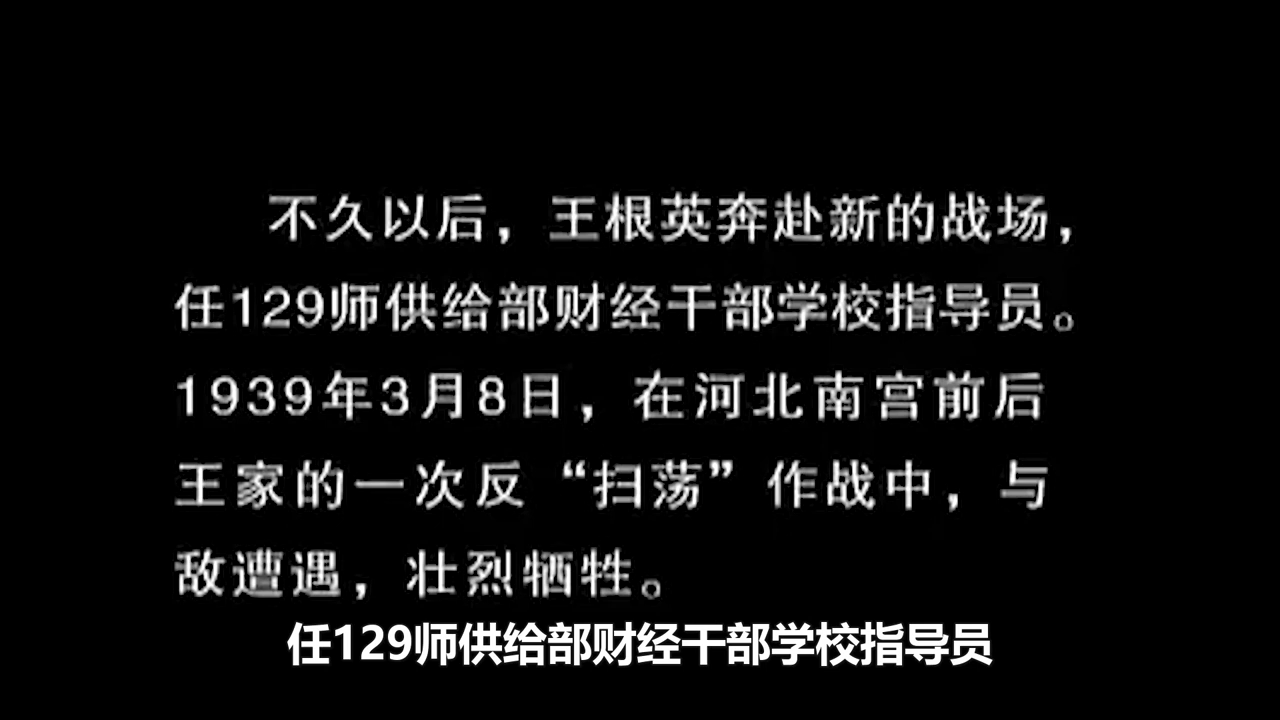 不久以后，王根英奔赴新的战场，
任129师供给部财经干部学校指导员。
1939年3月8日，在河北南宫前后
王家的一次反“扫荡”作战中，与
敌遭遇，壮烈牺牲。
任129师供给部财经干部学校指导员